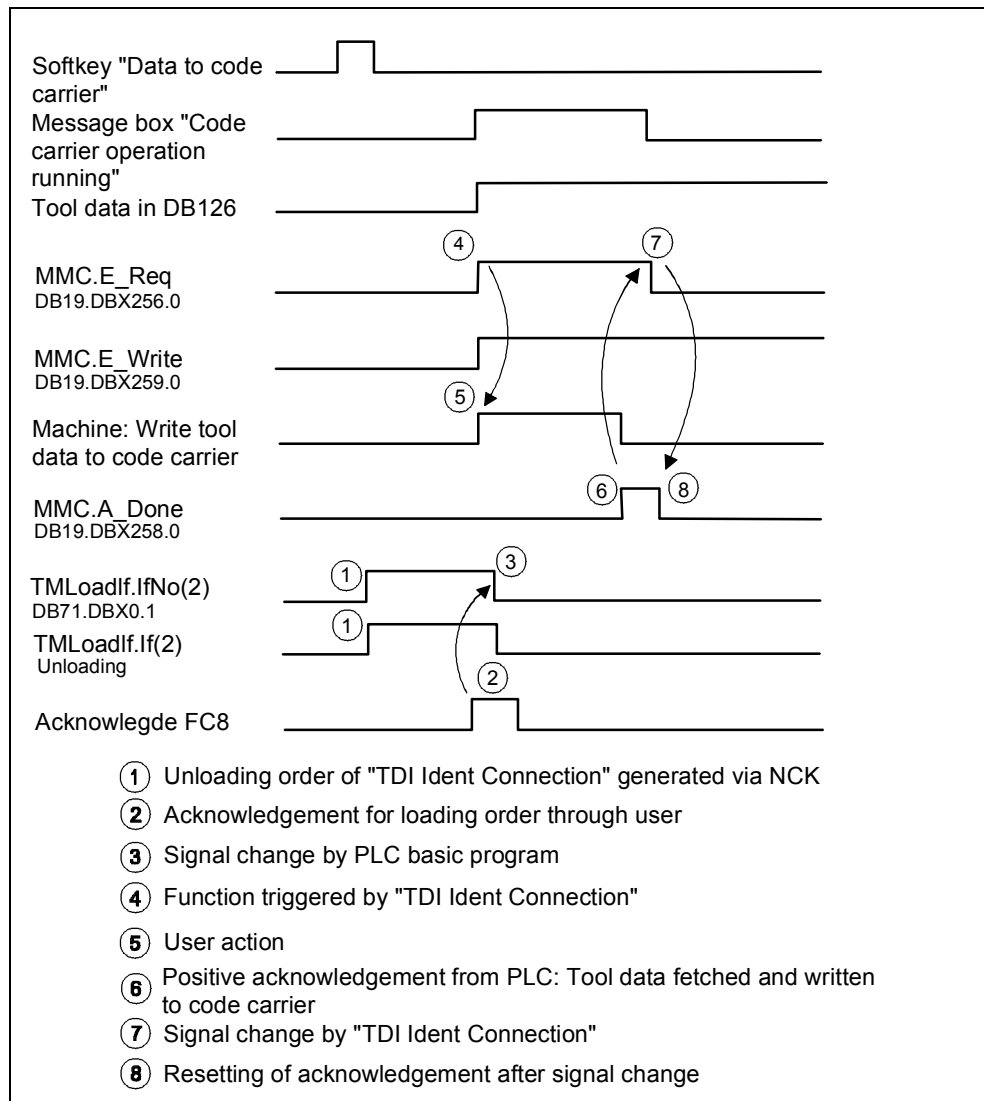 Softkey "Data to code
carrier"
Message box "Code
carrier operation
running"
Tool data in DB126
4
7
MMC.E_Req
DB19.DBX256.0
MMC.E_Write
DB19.DBX259.0
5
Machine: Write tool
data to code carrier
6
8
MMC.A_Done
DB19.DBX258.0
1
3
TMLoadIf.IfNo(2)
DB71.DBX0.1
1
TMLoadIf.If(2)
Unloading
2
Acknowlegde FC8
1 Unloading order of "TDI Ident Connection" generated via NCK
2 Acknowledgement for loading order through user
3 Signal change by PLC basic program
4 Function triggered by "TDI Ident Connection"
5 User action
6 Positive acknowledgement from PLC: Tool data fetched and written
to code carrier
7 Signal change by "TDI Ident Connection"
8 Resetting of acknowledgement after signal change